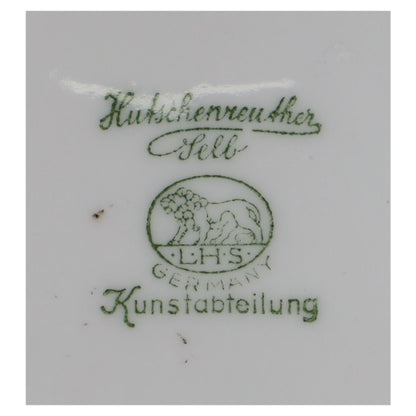 Hutschenreuther
Selb
· L·H·S ·
GERMANY
Kunstabteilung